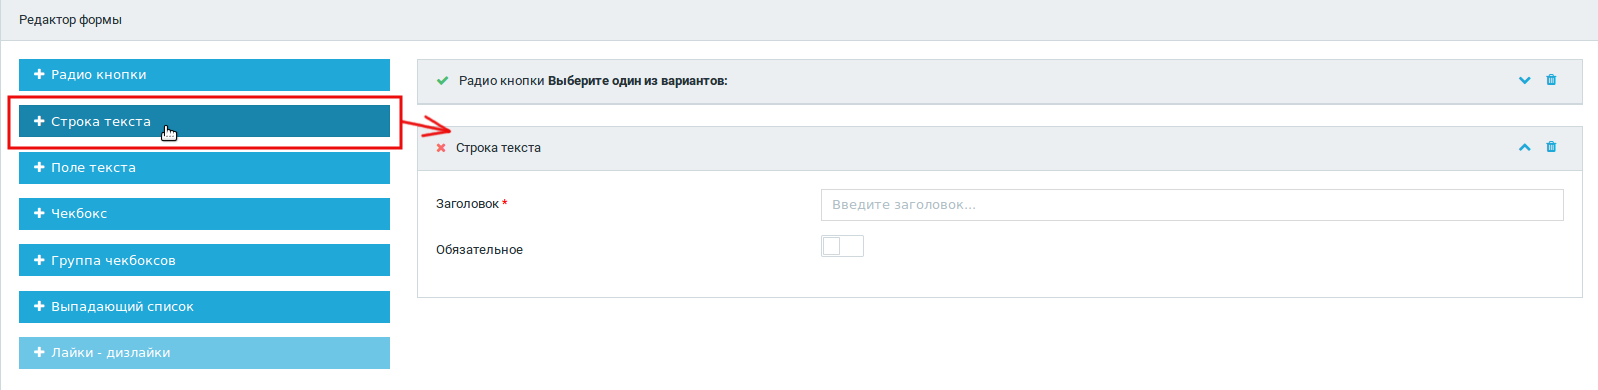 Редактор формы
Радио кнопки
Строка текста
Поле текста
Чекбокс
Группа чекбоксов
Выпадающий список
Лайки - дизлайки
Радио кнопки Выберите один из вариантов:
Строка текста
Заголовок *
Введите заголовок...
Обязательное